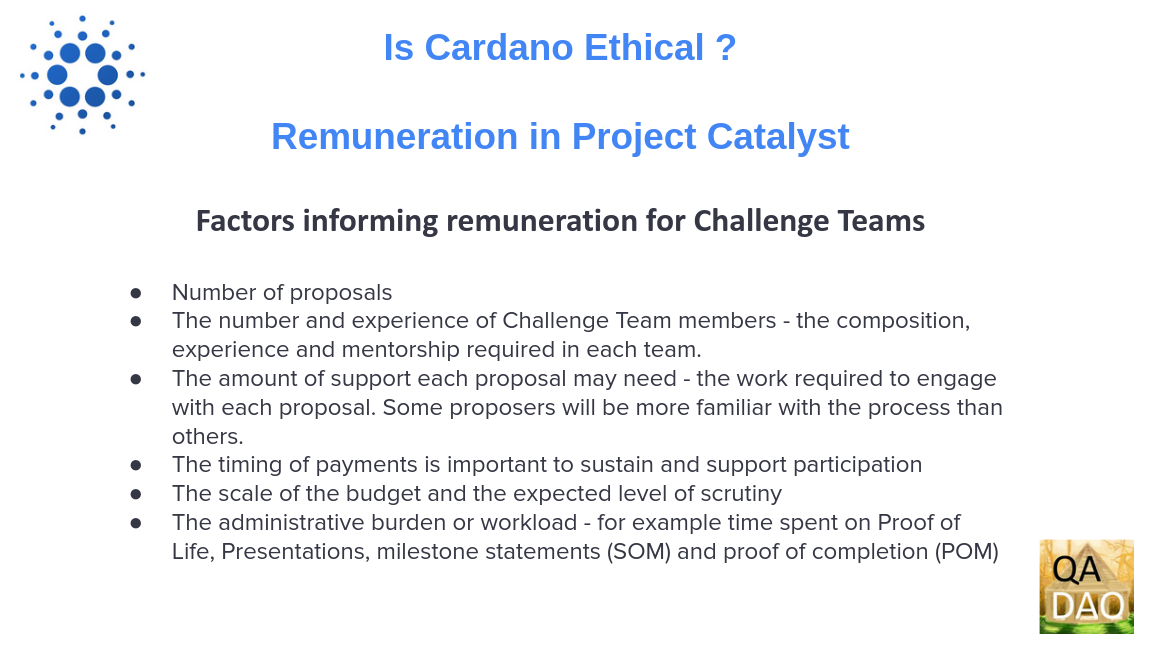 Is Cardano Ethical ?
Remuneration in Project Catalyst
Factors informing remuneration for Challenge Teams
● Number of proposals
● The number and experience of Challenge Team members - the composition,
experience and mentorship required in each team.
● The amount of support each proposal may need - the work required to engage
with each proposal. Some proposers will be more familiar with the process than
others.
● The timing of payments is important to sustain and support participation
● The scale of the budget and the expected level of scrutiny
● The administrative burden or workload - for example time spent on Proof of
Life, Presentations, milestone statements (SOM) and proof of completion (POM)
QA
DAO